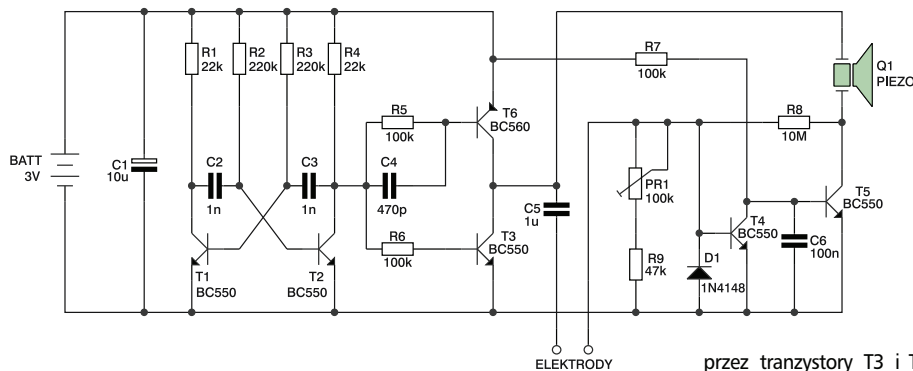 BATT
3V
C1
10u
R1
22k
R2
220k
R3
220k
R4
22k
C2
1n
C3
1n
T1
BC550
T2
BC550
R5
100k
C4
470p
R6
100k
T6
BC560
T3
BC550
C5
1u
ELEKTRODY
R7
100k
PR1
100k
R9
47k
D1
1N4148
T4
BC550
C6
100n
R8
10M
T5
BC550
Q1
PIEZO
przez tranzystory T3 i T